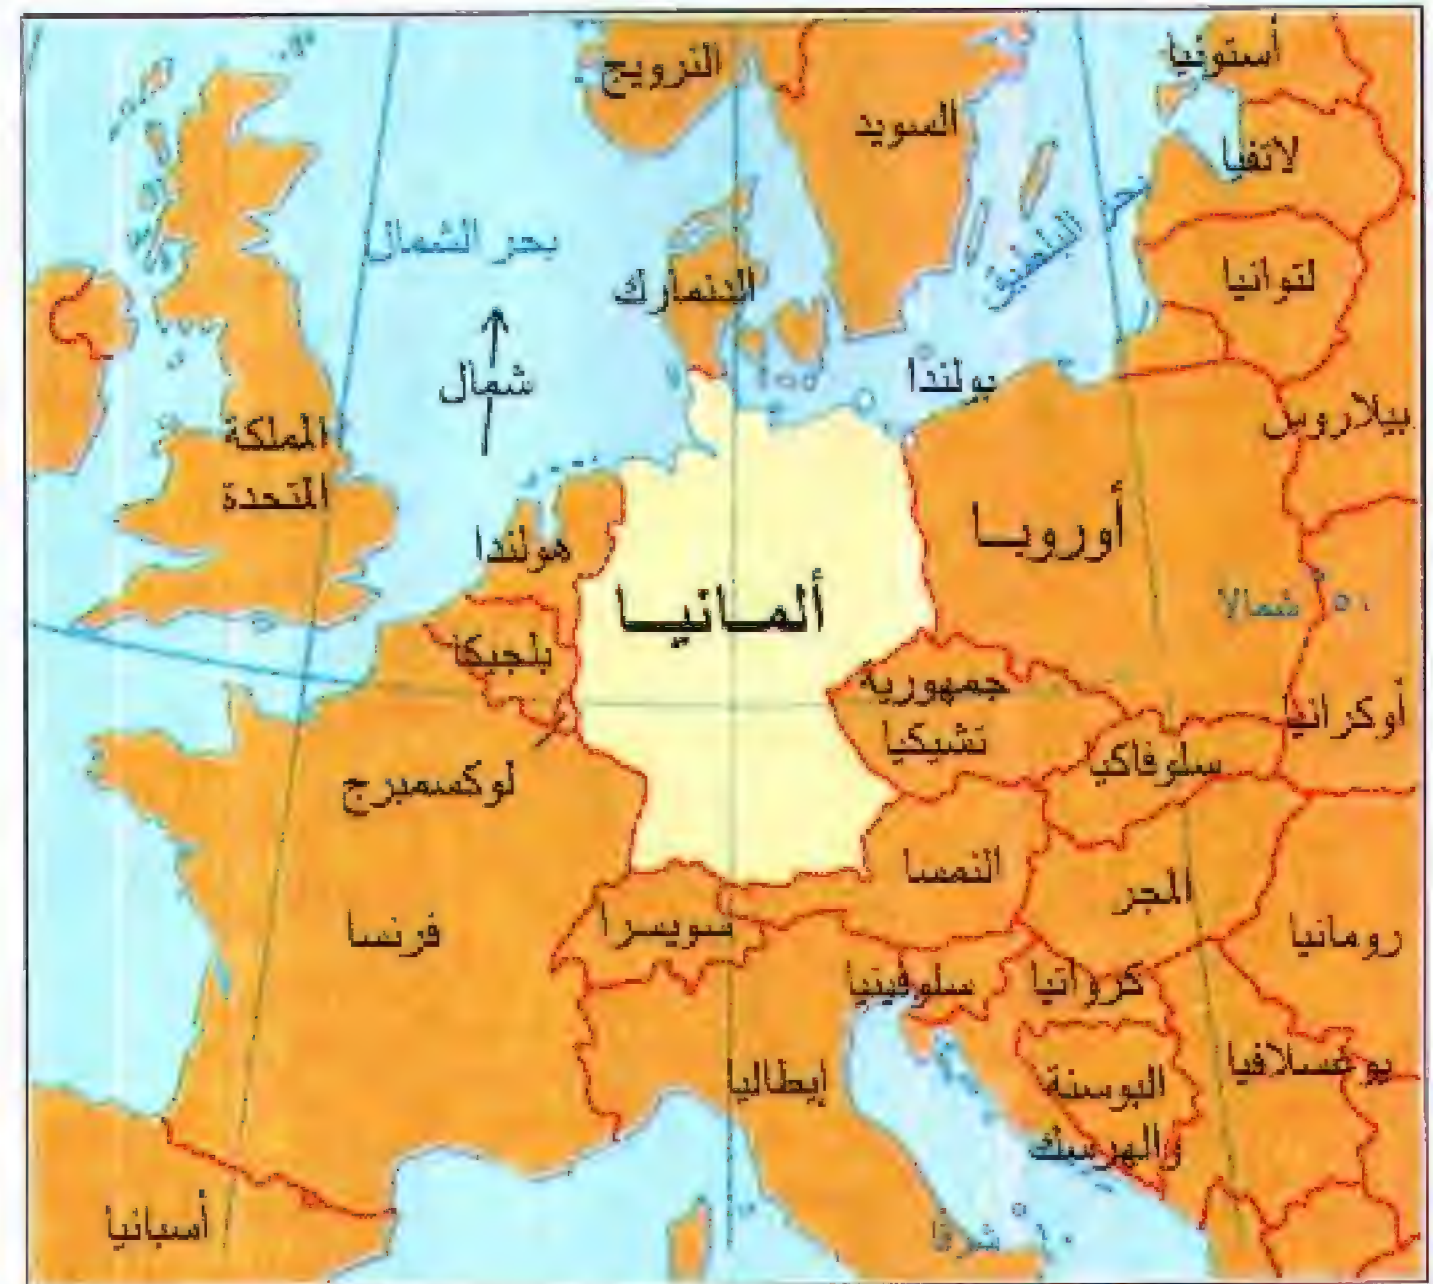 النرويج
أستونيا
السويد
لاتفيا
بحر البلطيق
بحر الشمال
لتوانيا
الدنمارك
شمال
بولندا
بيلاروس
المملكة
المتحدة
هولندا
أوروبا
ألمانيا
٥٠ شمالا
بلجيكا
جمهورية
تشيكيا
أوكرانيا
سلوفاكيا
لوكسمبرج
النمسا
المجر
سويسرا
فرنسا
رومانيا
سلوفينيا
كرواتيا
إيطاليا
البوسنة
والهرسك
يوغسلافيا
أسبانيا
١٠ شرقا